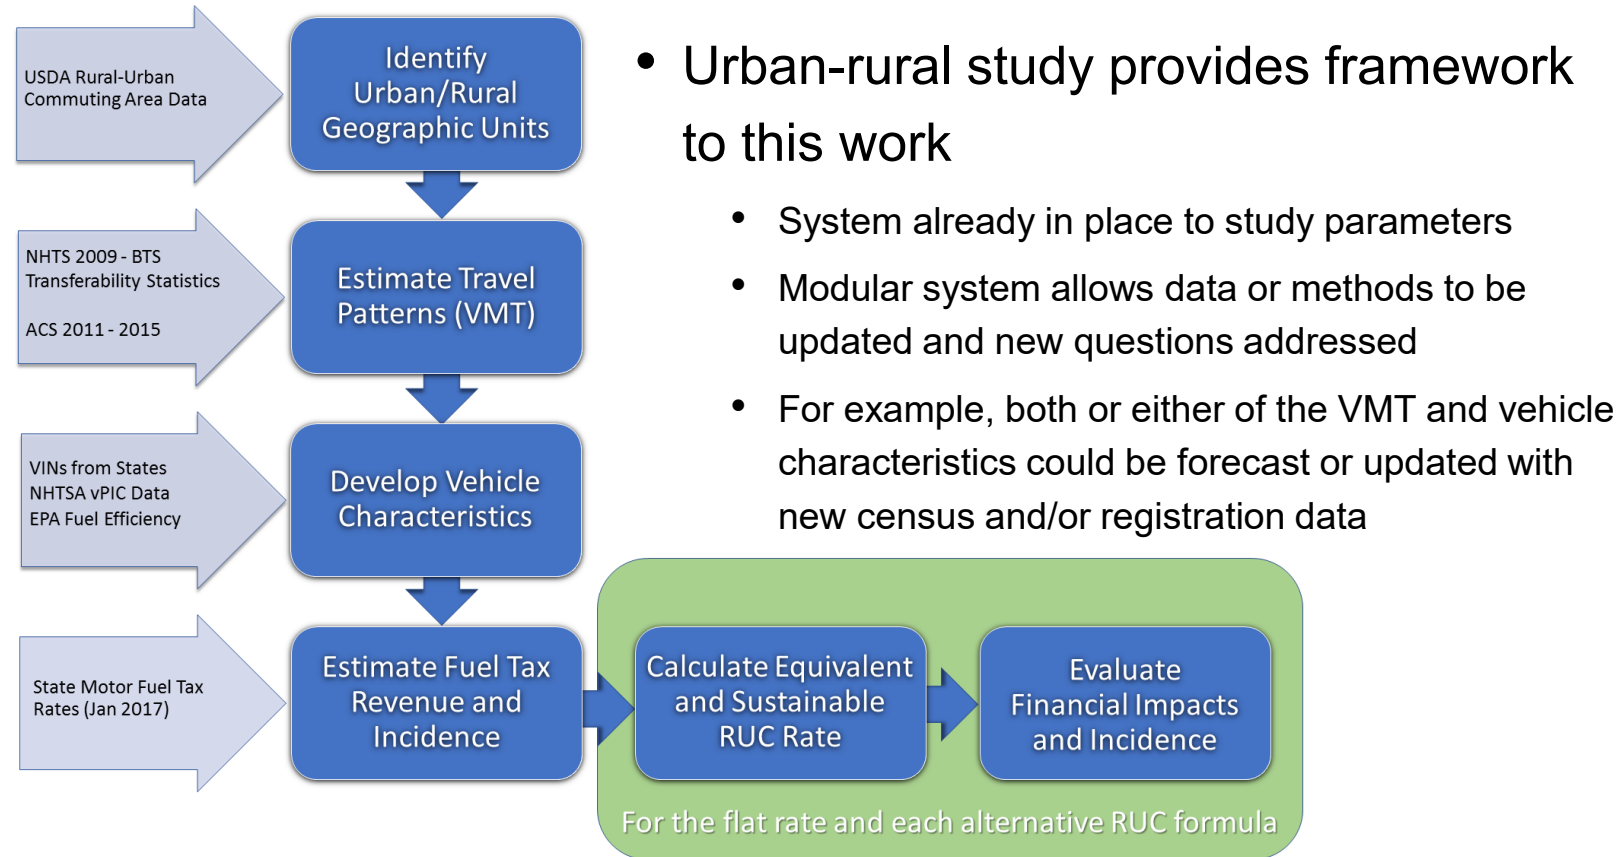 USDA Rural-Urban
Commuting Area Data
Identify
Urban/Rural
Geographic Units
NHTS 2009 - BTS
Transferability Statistics
ACS 2011 - 2015
Estimate Travel
Patterns (VMT)
VINs from States
NHTSA vPIC Data
EPA Fuel Efficiency
Develop Vehicle
Characteristics
State Motor Fuel Tax
Rates (Jan 2017)
Estimate Fuel Tax
Revenue and
Incidence
Calculate Equivalent
and Sustainable
RUC Rate
Evaluate
Financial Impacts
and Incidence
For the flat rate and each alternative RUC formula
• Urban-rural study provides framework
to this work
• System already in place to study parameters
• Modular system allows data or methods to be
updated and new questions addressed
• For example, both or either of the VMT and vehicle
characteristics could be forecast or updated with
new census and/or registration data